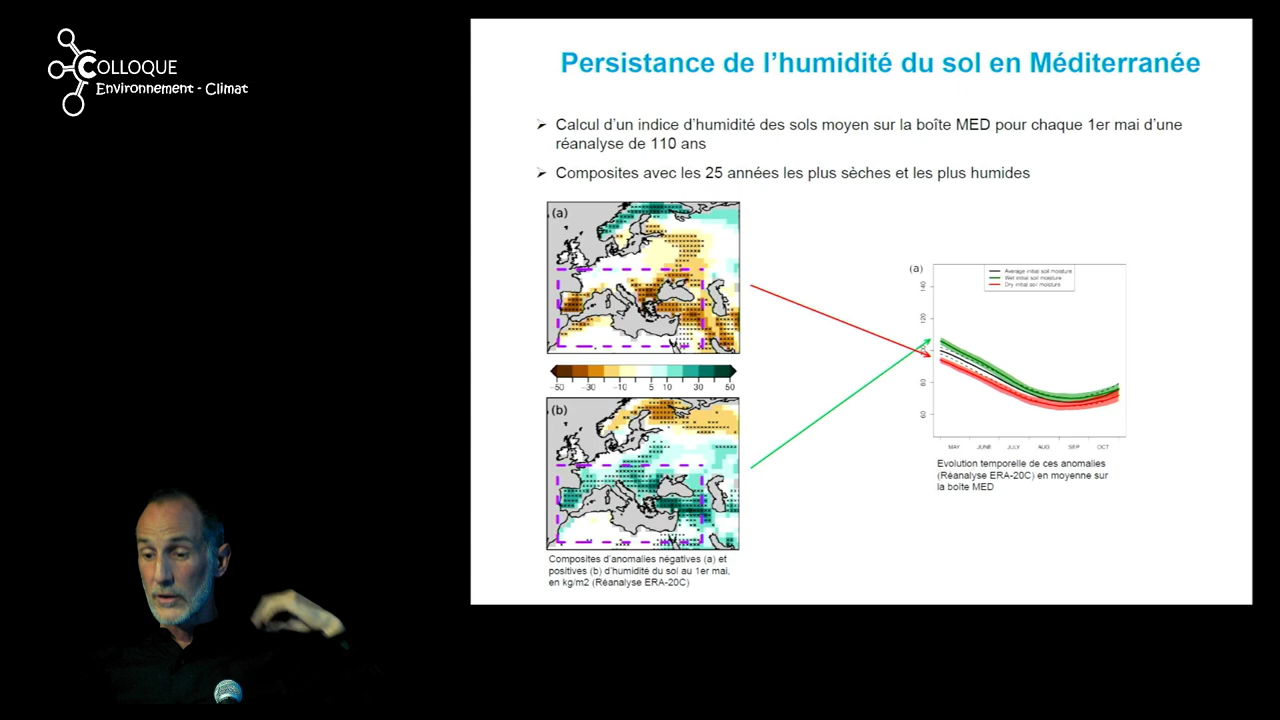 COLLOQUE
Environnement - Climat
Persistance de l'humidité du sol en Méditerranée
➢ Calcul d'un indice d'humidité des sols moyen sur la boîte MED pour chaque 1er mai d'une
réanalyse de 110 ans
➢ Composites avec les 25 années les plus sèches et les plus humides
(a)
-50 -30 -10 5 10 30 50
(b)
Composites d'anomalies négatives (a) et
positives (b) d'humidité du sol au 1er mai,
en kg/m2 (Réanalyse ERA-20C)
(a)
Average initial soil moisture
Wet initial soil moisture
Dry initial soil moisture
140
120
80
60
MAY JUNE JULY AUG SEP OCT
Evolution temporelle de ces anomalies
(Réanalyse ERA-20C) en moyenne sur
la boîte MED